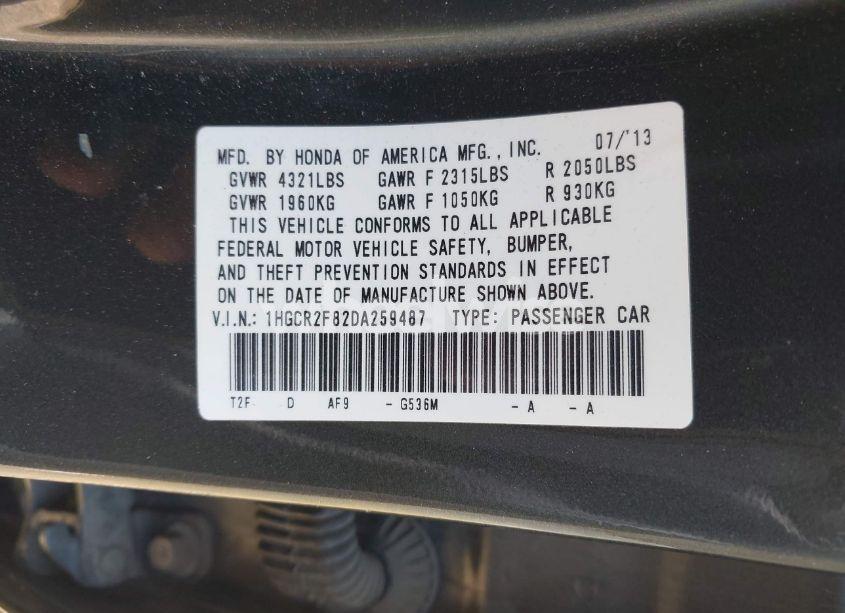 MFD. BY HONDA OF AMERICA MFG., INC. 07/'13
GVWR 4321LBS GAWR F 2315LBS R 2050LBS
GVWR 1960KG GAWR F 1050KG R 930KG
THIS VEHICLE CONFORMS TO ALL APPLICABLE
FEDERAL MOTOR VEHICLE SAFETY, BUMPER,
AND THEFT PREVENTION STANDARDS IN EFFECT
ON THE DATE OF MANUFACTURE SHOWN ABOVE.
V.I.N.: 1HGCR2F82DA259487 TYPE: PASSENGER CAR
T2F D AF9 - G536M - A - A